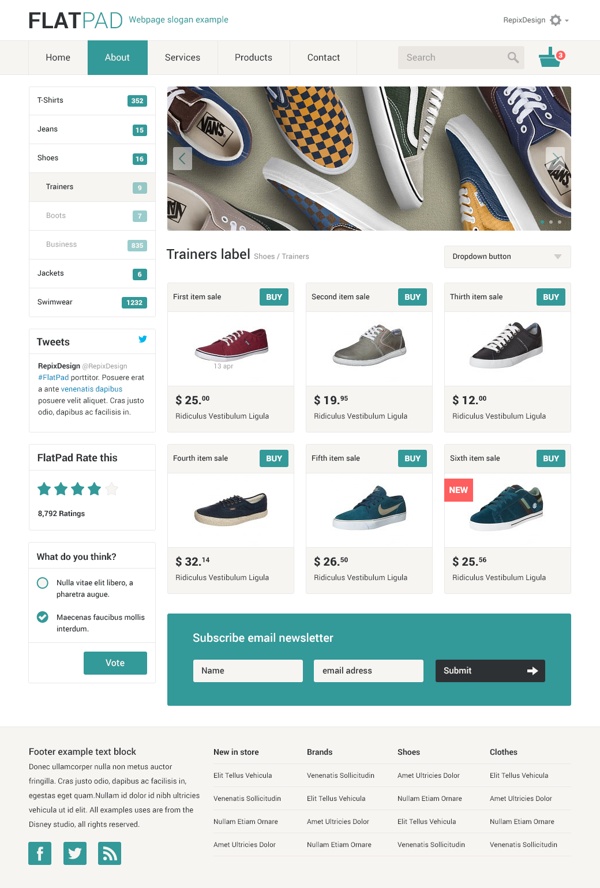 FLATPAD Webpage slogan example
RepixDesign
Home About Services Products Contact Search 3
T-Shirts 352
Jeans 15
Shoes 16
Trainers 9
Boots 7
Business 835
Jackets 6
Swimwear 1232
VANS
VANS
Trainers label Shoes / Trainers Dropdown button
First item sale BUY
13 apr
$ 25.00
Ridiculus Vestibulum Ligula
Second item sale BUY
$ 19.95
Ridiculus Vestibulum Ligula
Thirth item sale BUY
$ 12.00
Ridiculus Vestibulum Ligula
Tweets
RepixDesign @RepixDesign
#FlatPad porttitor. Posuere erat
a ante venenatis dapibus
posuere velit aliquet. Cras justo
odio, dapibus ac facilisis in.
FlatPad Rate this
8,792 Ratings
Fourth item sale BUY
$ 32.14
Ridiculus Vestibulum Ligula
Fifth item sale BUY
$ 26.50
Ridiculus Vestibulum Ligula
Sixth item sale BUY
NEW
$ 25.56
Ridiculus Vestibulum Ligula
What do you think?
Nulla vitae elit libero, a
pharetra augue.
Maecenas faucibus mollis
interdum.
Vote
Subscribe email newsletter
Name email adress Submit
Footer example text block
Donec ullamcorper nulla non metus auctor
fringilla. Cras justo odio, dapibus ac facilisis in,
egestas eget quam.Nullam id dolor id nibh ultricies
vehicula ut id elit. All examples uses are from the
Disney studio, all rights reserved.
New in store
Elit Tellus Vehicula
Venenatis Sollicitudin
Nullam Etiam Ornare
Amet Ultricies Dolor
Brands
Venenatis Sollicitudin
Elit Tellus Vehicula
Amet Ultricies Dolor
Nullam Etiam Ornare
Shoes
Amet Ultricies Dolor
Nullam Etiam Ornare
Elit Tellus Vehicula
Venenatis Sollicitudin
Clothes
Elit Tellus Vehicula
Amet Ultricies Dolor
Nullam Etiam Ornare
Venenatis Sollicitudin